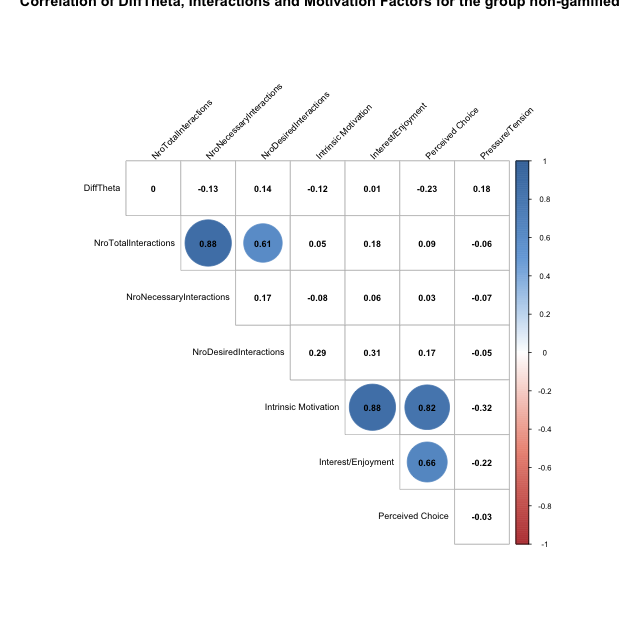 Correlation of DiffTheta, Interactions and Motivation Factors for the group non-gamified
NroTotalInteractions
NroNecessaryInteractions
NroDesiredInteractions
Intrinsic Motivation
Interest/Enjoyment
Perceived Choice
Pressure/Tension
DiffTheta 0 -0.13 0.14 -0.12 0.01 -0.23 0.18
NroTotalInteractions 0.88 0.61 0.05 0.18 0.09 -0.06
NroNecessaryInteractions 0.17 -0.08 0.06 0.03 -0.07
NroDesiredInteractions 0.29 0.31 0.17 -0.05
Intrinsic Motivation 0.88 0.82 -0.32
Interest/Enjoyment 0.66 -0.22
Perceived Choice -0.03
1
0.8
0.6
0.4
0.2
0
-0.2
-0.4
-0.6
-0.8
-1